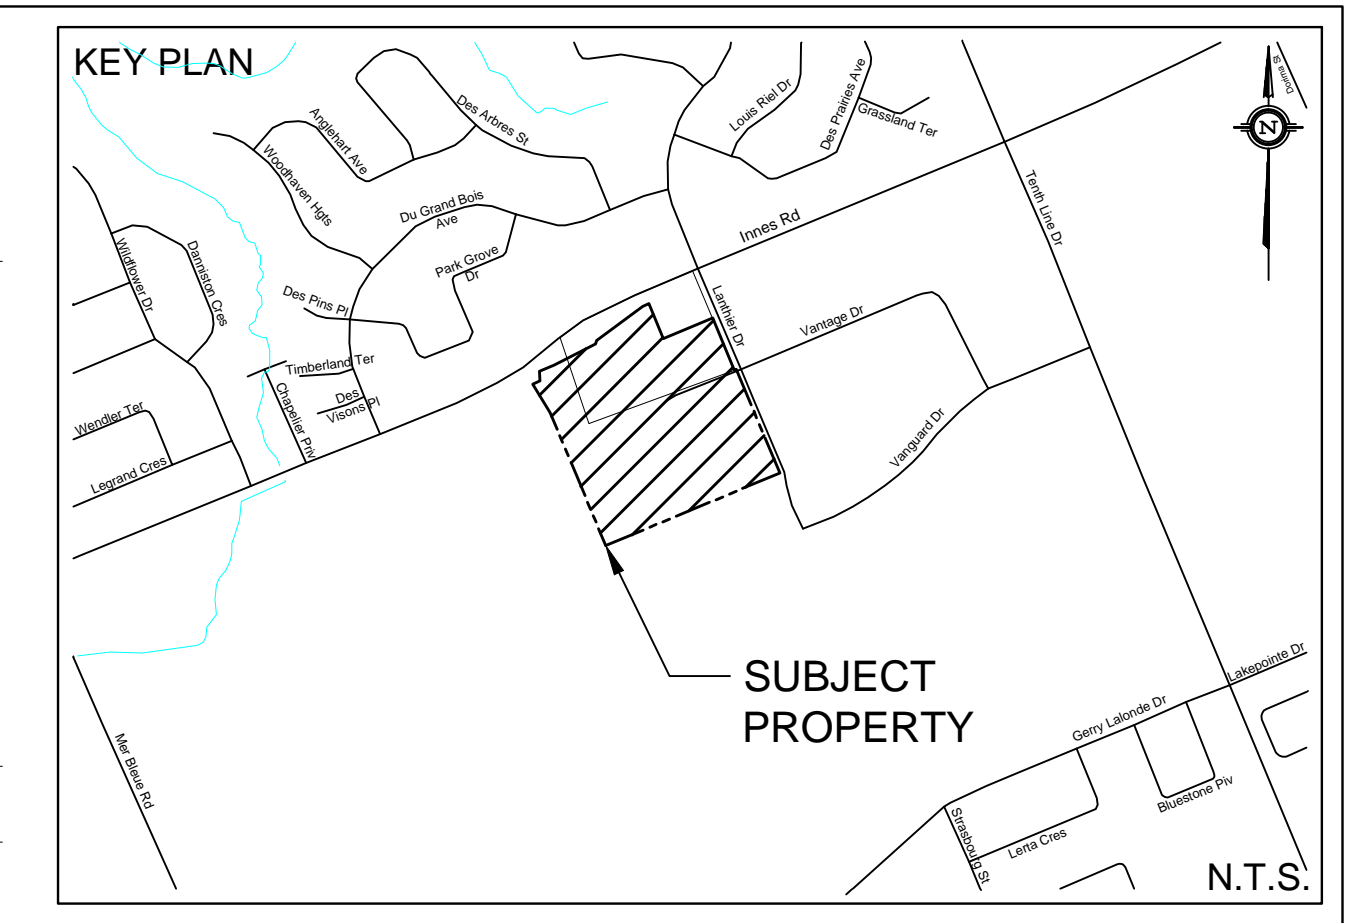 KEY PLAN
Dorima St
N
Louis Riel Dr
Des Prairies Ave
Grassland Ter
Des Arbres St
Anglehart Ave
Woodhaven Hgts
Du Grand Bois
Ave
Tenth Line Dr
Innes Rd
Wildflower Dr
Danniston Cres
Park Grove
Dr
Des Pins Pl
Lanthier Dr
Vantage Dr
Timberland Ter
Des
Visons Pl
Chapelier Priv
Wendler Ter
Legrand Cres
Vanguard Dr
SUBJECT
PROPERTY
Lakepointe Dr
Gerry Lalonde Dr
Mer Bleue Rd
Bluestone Piv
Strasbourg St
Lerta Cres
N.T.S.